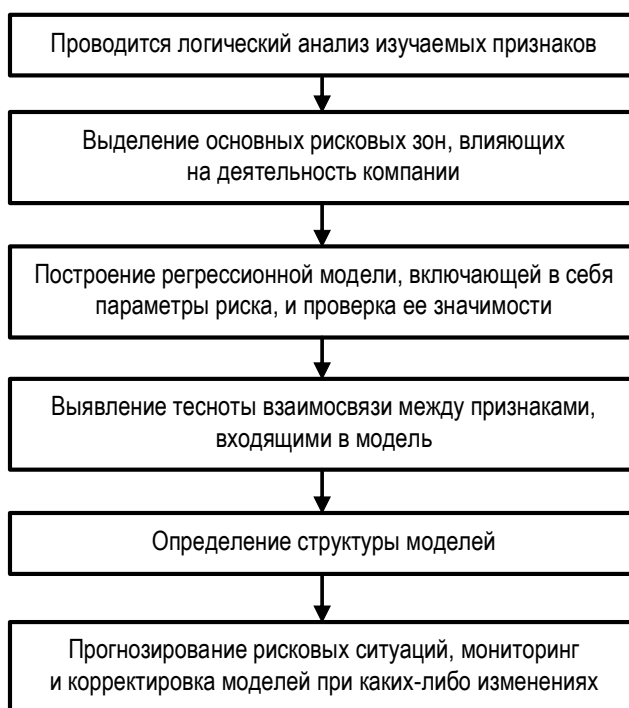 Проводится логический анализ изучаемых признаков
Выделение основных рисковых зон, влияющих
на деятельность компании
Построение регрессионной модели, включающей в себя
параметры риска, и проверка ее значимости
Выявление тесноты взаимосвязи между признаками,
входящими в модель
Определение структуры моделей
Прогнозирование рисковых ситуаций, мониторинг
и корректировка моделей при каких-либо изменениях